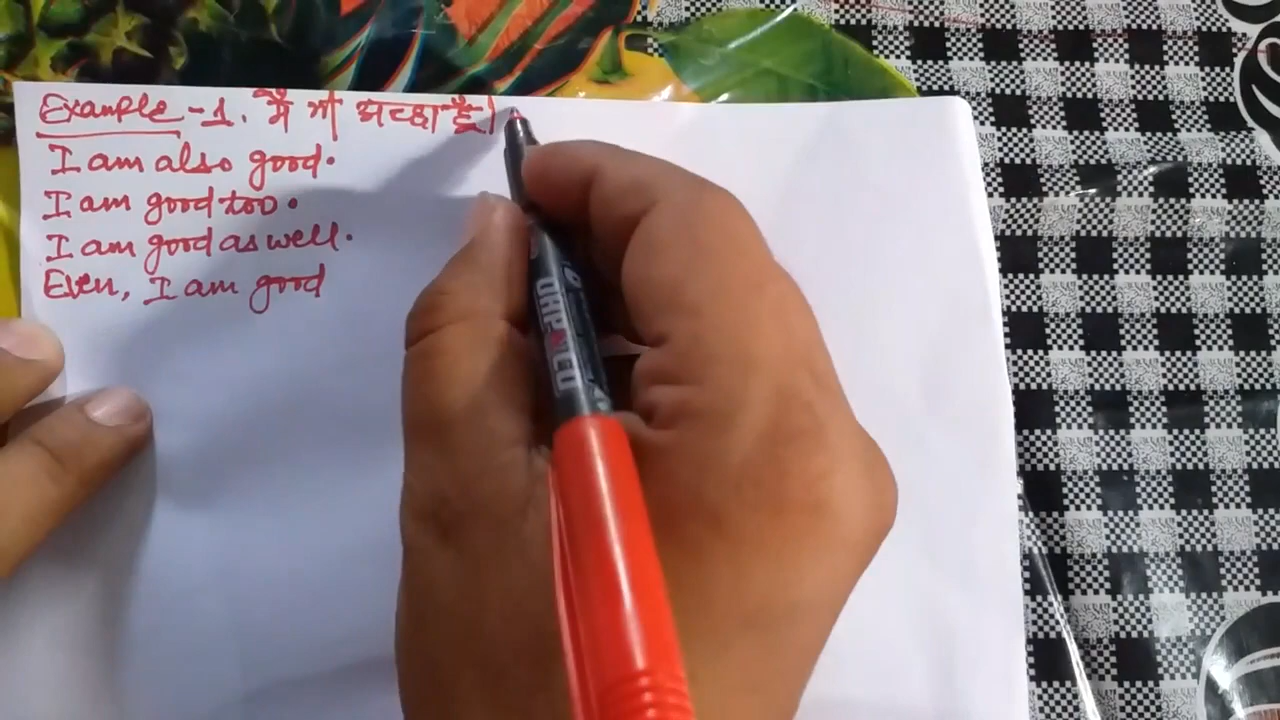 Example -1. मैं भी अच्छा हूँ।
I am also good.
I am good too.
I am good as well.
Even, I am good